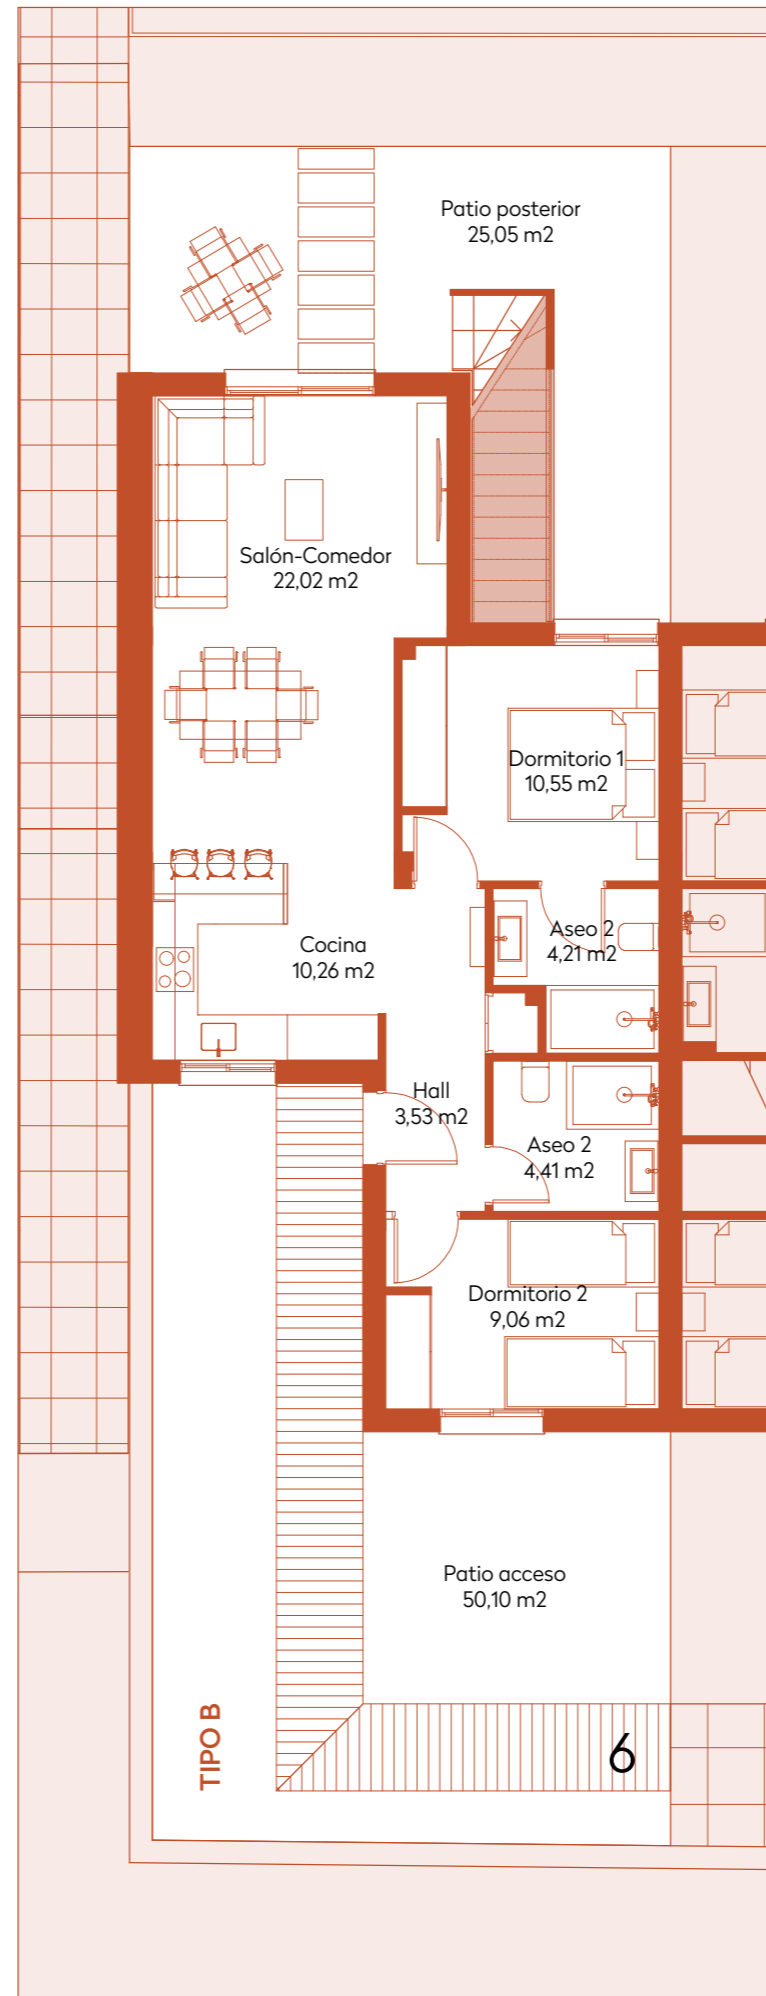 Patio posterior
25,05 m2
Salón-Comedor
22,02 m2
Dormitorio 1
10,55 m2
Aseo 2
4,21 m2
Cocina
10,26 m2
Hall
3,53 m2
Aseo 2
4,41 m2
Dormitorio 2
9,06 m2
Patio acceso
50,10 m2
TIPO B
6